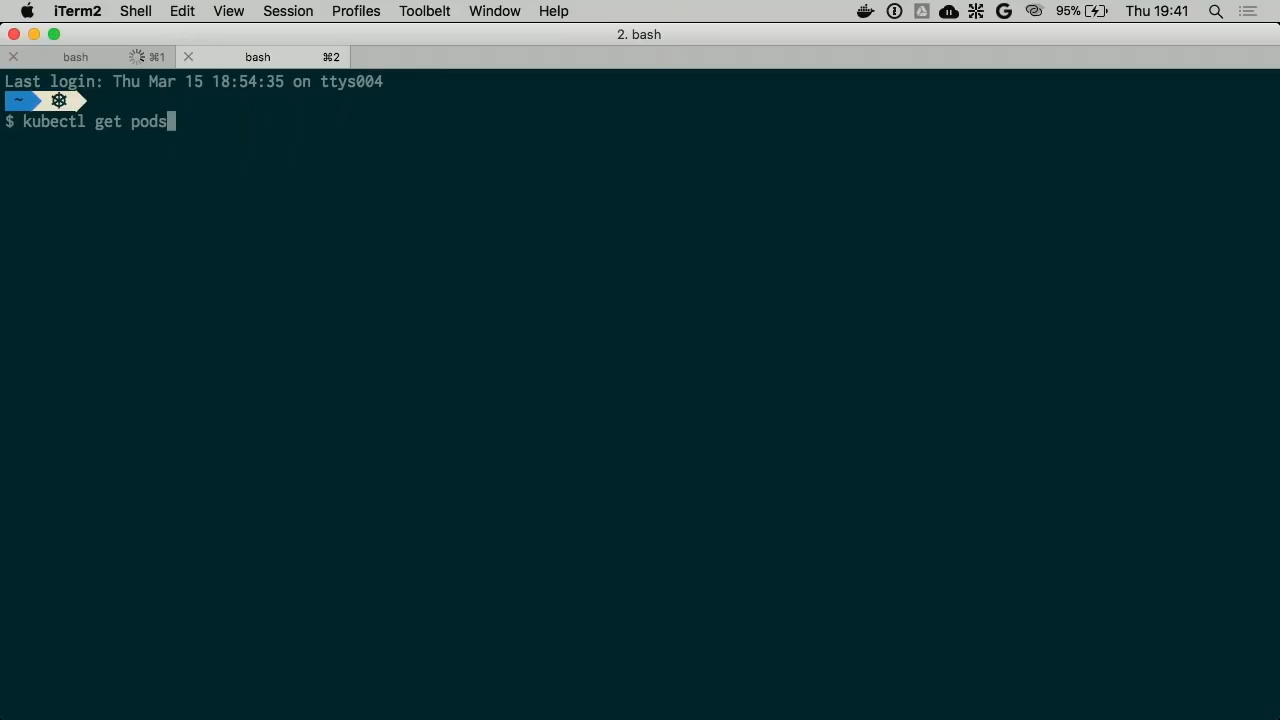 iTerm2 Shell Edit View Session Profiles Toolbelt Window Help 95% Thu 19:41
2. bash
bash ⌘1 bash ⌘2
Last login: Thu Mar 15 18:54:35 on ttys004
~
$ kubectl get pods